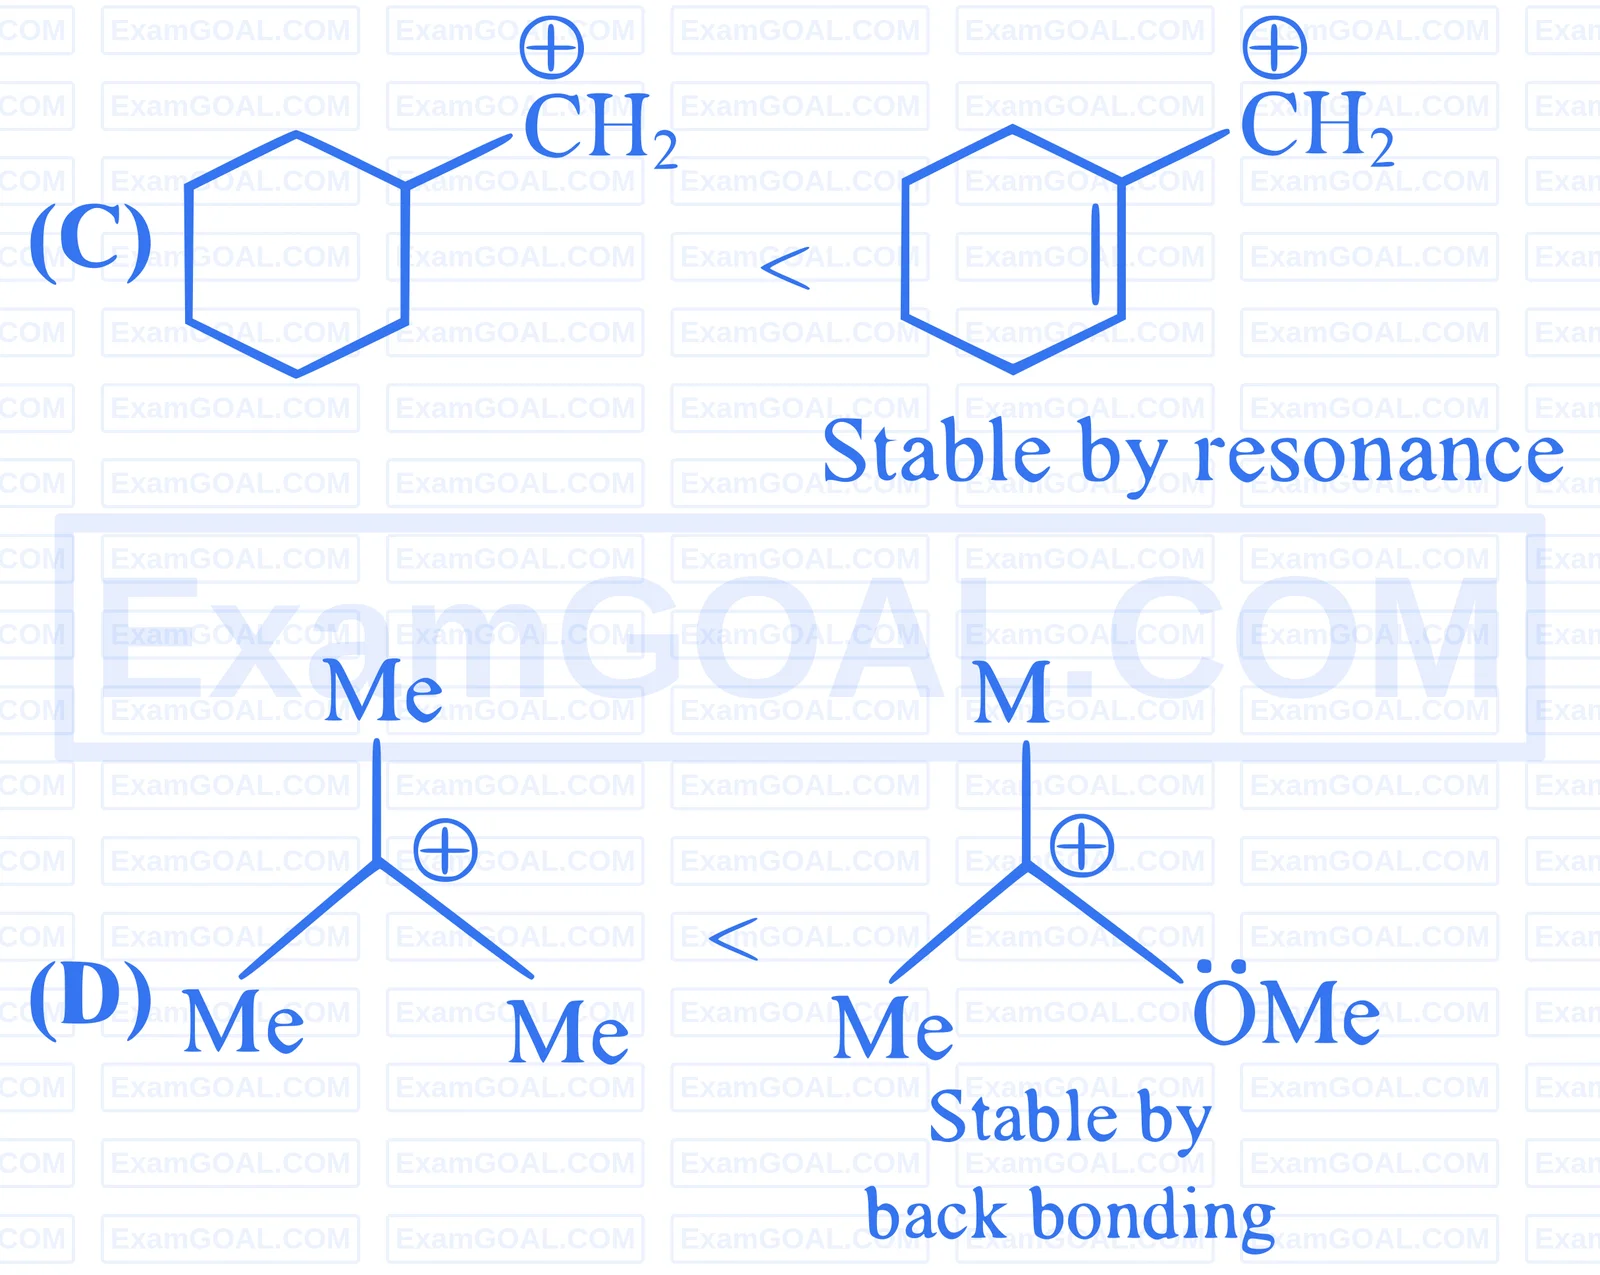 ⊕ ⊕
CH₂ CH₂
(C) <
Stable by resonance
ExamGOAL.COM
Me M
⊕ ⊕
<
(D) Me Me Me ÖMe
Stable by
back bonding